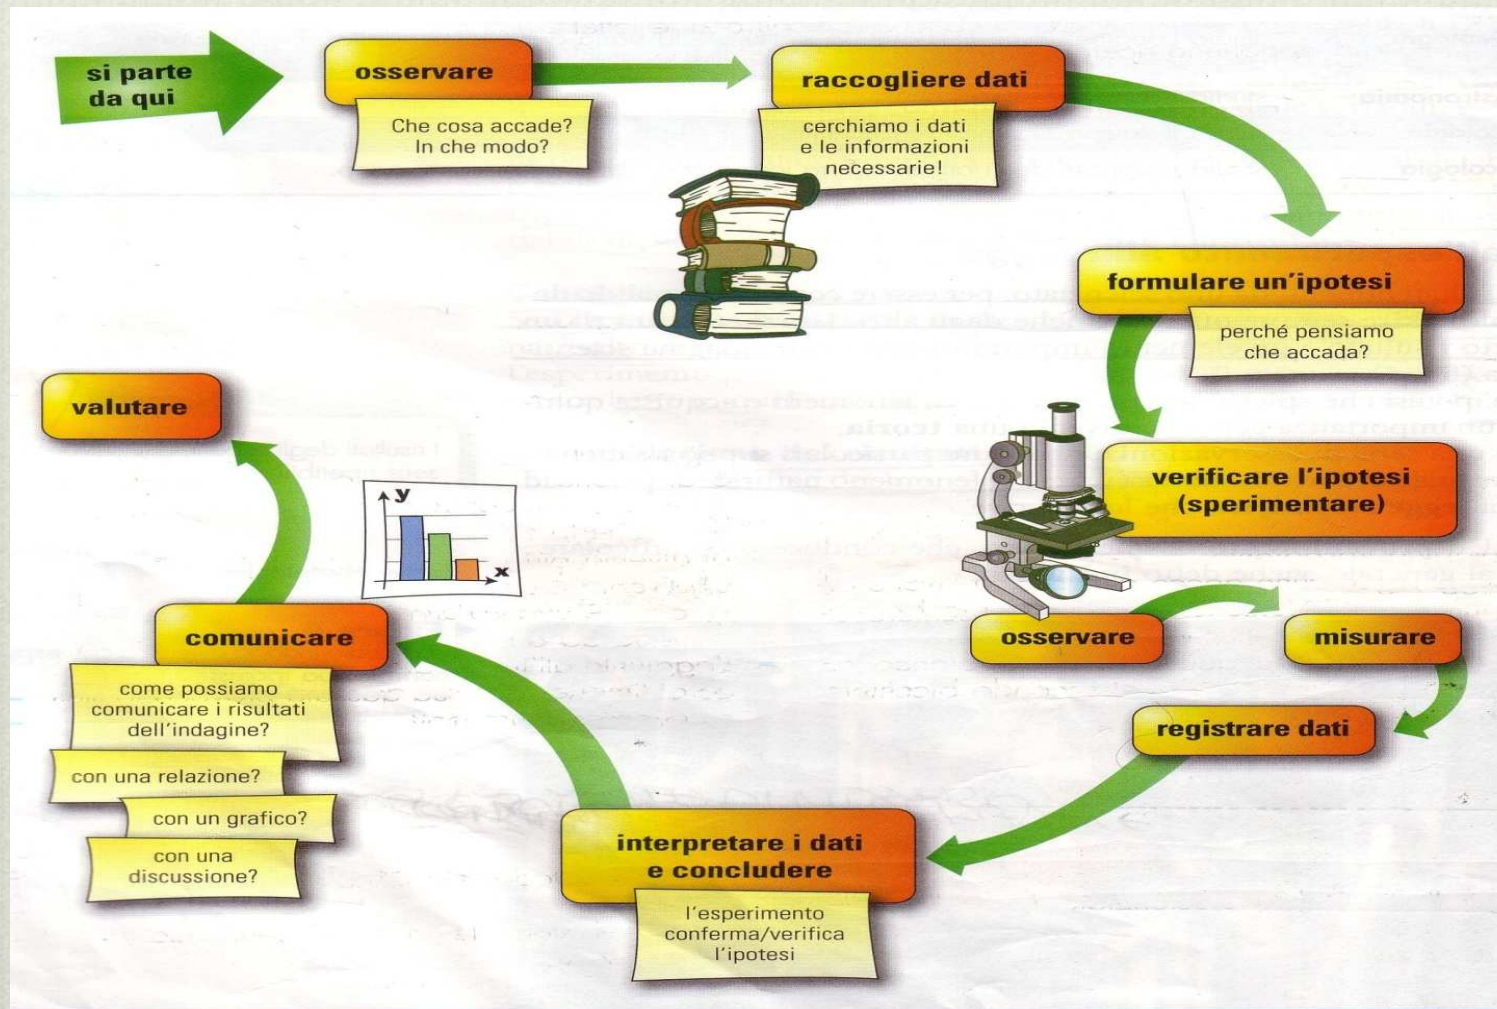 si parte
da qui
osservare
Che cosa accade?
In che modo?
raccogliere dati
cerchiamo i dati
e le informazioni
necessarie!
formulare un'ipotesi
perché pensiamo
che accada?
verificare l'ipotesi
(sperimentare)
osservare
misurare
registrare dati
interpretare i dati
e concludere
l'esperimento
conferma/verifica
l'ipotesi
comunicare
come possiamo
comunicare i risultati
dell'indagine?
con una relazione?
con un grafico?
con una
discussione?
y
x
valutare